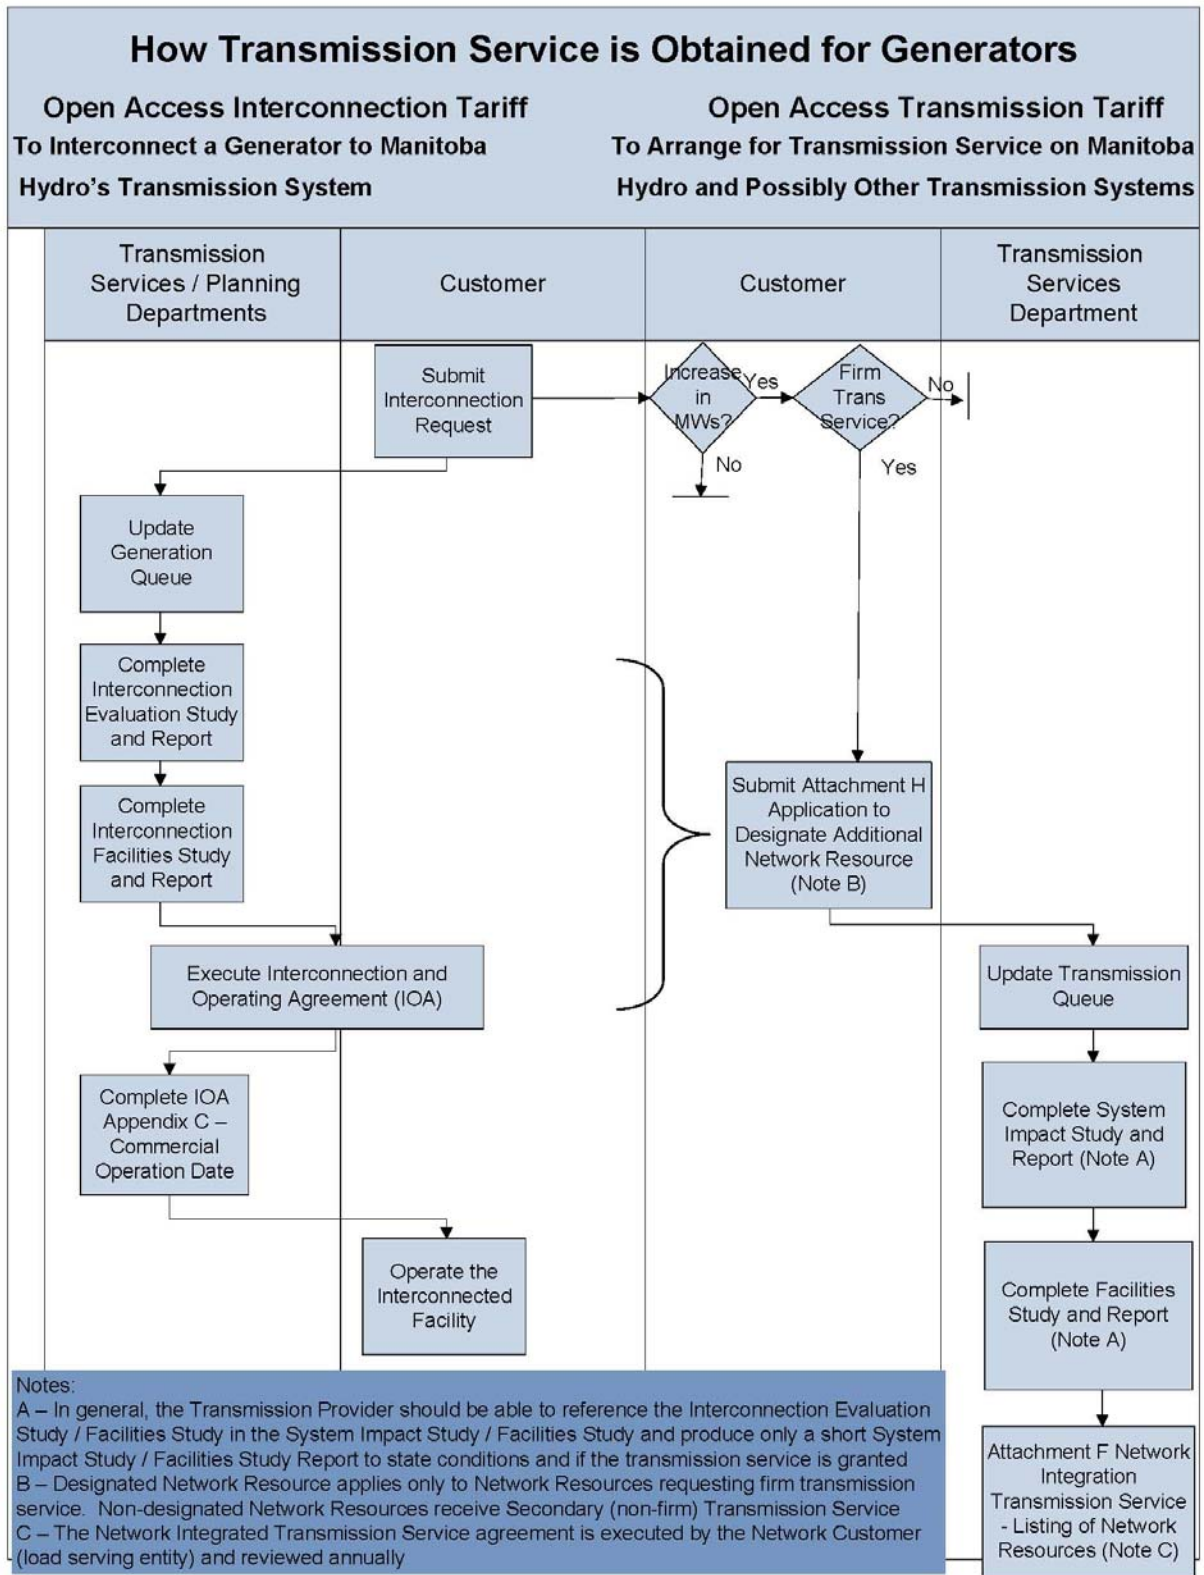 How Transmission Service is Obtained for Generators
Open Access Interconnection Tariff
To Interconnect a Generator to Manitoba
Hydro's Transmission System
Open Access Transmission Tariff
To Arrange for Transmission Service on Manitoba
Hydro and Possibly Other Transmission Systems
Transmission
Services / Planning
Departments
Customer
Customer
Transmission
Services
Department
Submit
Interconnection
Request
Increase
in
MWs?
Yes
No
Firm
Trans
Service?
No
Yes
Update
Generation
Queue
Complete
Interconnection
Evaluation Study
and Report
Complete
Interconnection
Facilities Study
and Report
Submit Attachment H
Application to
Designate Additional
Network Resource
(Note B)
Execute Interconnection and
Operating Agreement (IOA)
Update Transmission
Queue
Complete IOA
Appendix C –
Commercial
Operation Date
Complete System
Impact Study and
Report (Note A)
Operate the
Interconnected
Facility
Complete Facilities
Study and Report
(Note A)
Attachment F Network
Integration
Transmission Service
- Listing of Network
Resources (Note C)
Notes:
A – In general, the Transmission Provider should be able to reference the Interconnection Evaluation
Study / Facilities Study in the System Impact Study / Facilities Study and produce only a short System
Impact Study / Facilities Study Report to state conditions and if the transmission service is granted
B – Designated Network Resource applies only to Network Resources requesting firm transmission
service. Non-designated Network Resources receive Secondary (non-firm) Transmission Service
C – The Network Integrated Transmission Service agreement is executed by the Network Customer
(load serving entity) and reviewed annually